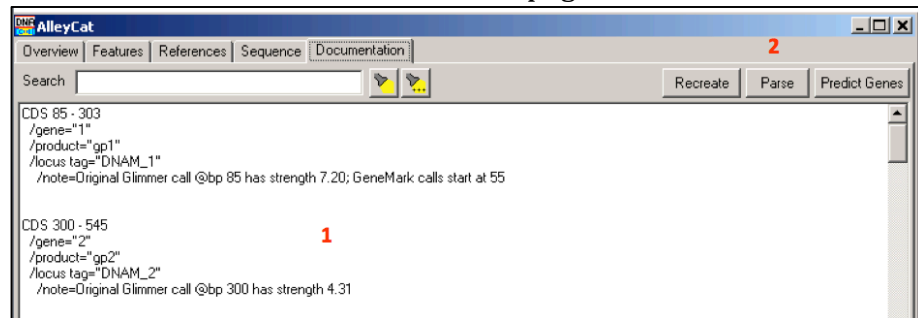 AlleyCat
Overview Features References Sequence Documentation
2
Search Recreate Parse Predict Genes
CDS 85 - 303
/gene="1"
/product="gp1"
/locus tag="DNAM_1"
/note=Original Glimmer call @bp 85 has strength 7.20; GeneMark calls start at 55
CDS 300 - 545
1
/gene="2"
/product="gp2"
/locus tag="DNAM_2"
/note=Original Glimmer call @bp 300 has strength 4.31